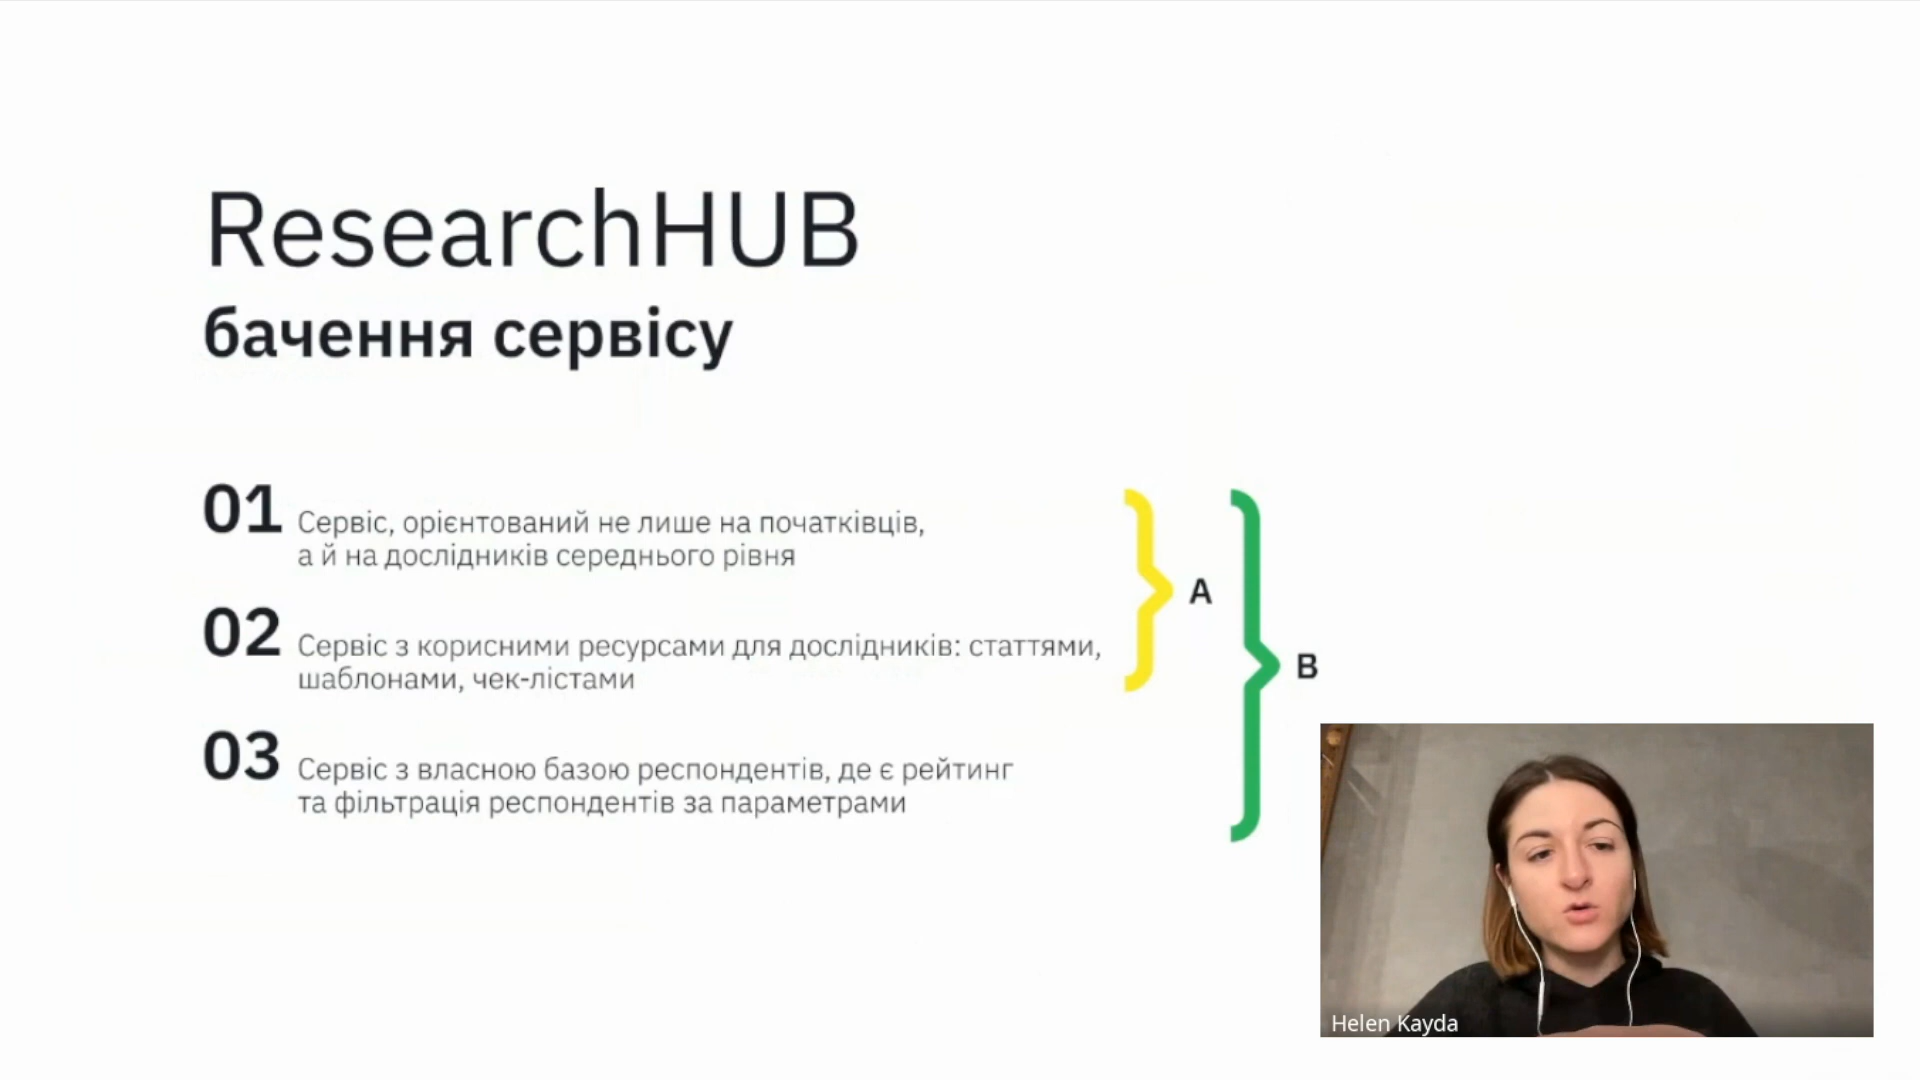 ResearchHUB
бачення сервісу
01 Сервіс, орієнтований не лише на початківців,
а й на дослідників середнього рівня
02 Сервіс з корисними ресурсами для дослідників: статтями,
шаблонами, чек-лістами
03 Сервіс з власною базою респондентів, де є рейтинг
та фільтрація респондентів за параметрами
A
B
Helen Kayda